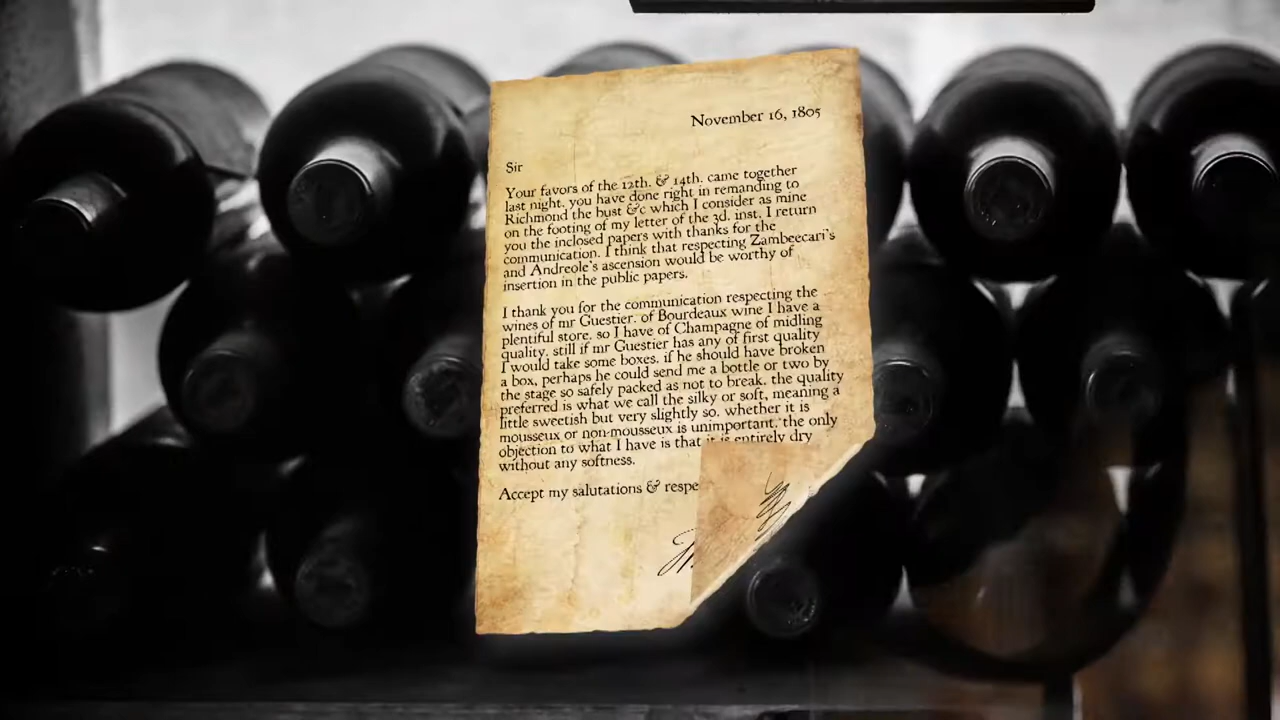 November 16, 1805
Sir
Your favors of the 12th. & 14th. came together
last night. you have done right in remanding to
Richmond the bust &c which I consider as mine
on the footing of my letter of the 3d. inst. I return
you the inclosed papers with thanks for the
communication. I think that respecting Zambeecari's
and Andreole's ascension would be worthy of
insertion in the public papers.
I thank you for the communication respecting the
wines of mr Guestier. of Bourdeaux wine I have a
plentiful store. so I have of Champagne of midling
quality. still if mr Guestier has any of first quality
I would take some boxes. if he should have broken
a box, perhaps he could send me a bottle or two by
the stage so safely packed as not to break. the quality
preferred is what we call the silky or soft, meaning a
little sweetish but very slightly so. whether it is
mousseux or non-mousseux is unimportant. the only
objection to what I have is that it is entirely dry
without any softness.
Accept my salutations & respe